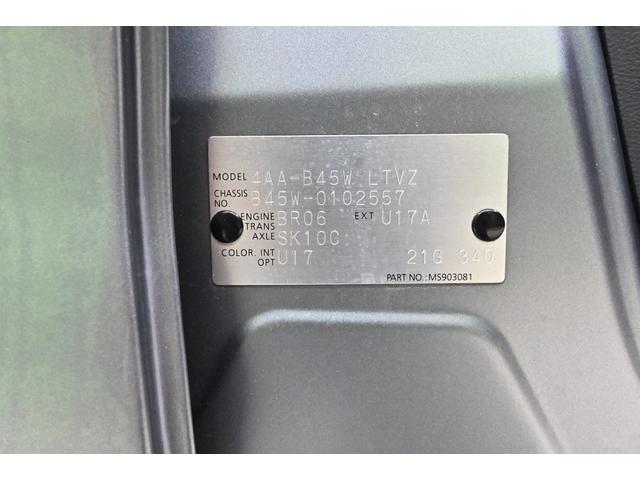 MODEL 4AA-B45W LTVZ
CHASSIS NO. B45W-0102557
ENGINE BR06 EXT U17A
TRANS AXLE SK10C
COLOR. INT U17 21G 340
OPT
PART NO.:MS903081